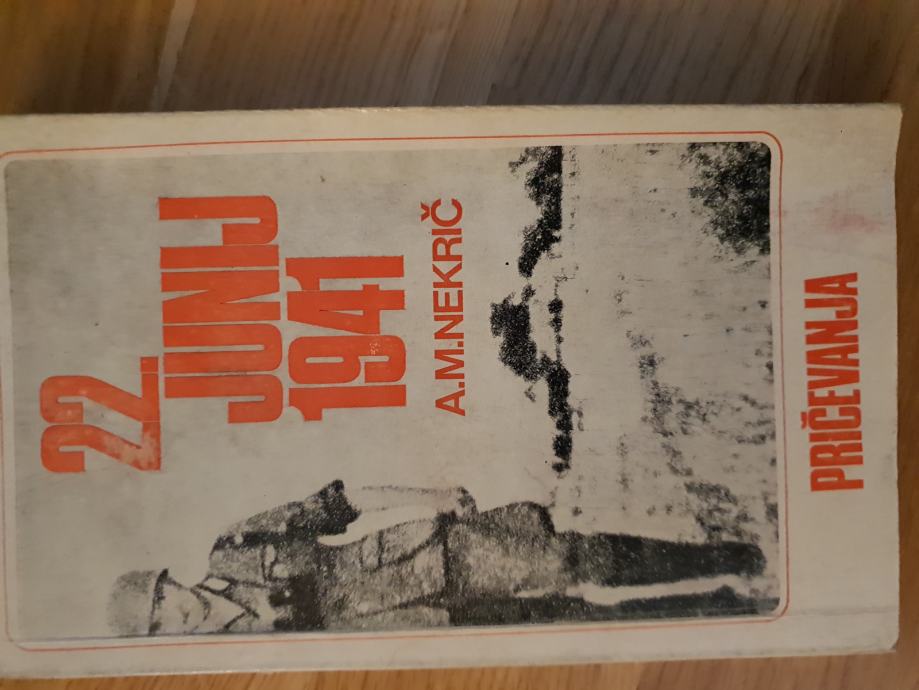 22.
JUNIJ
1941
A.M.NEKRIČ
PRIČEVANJA